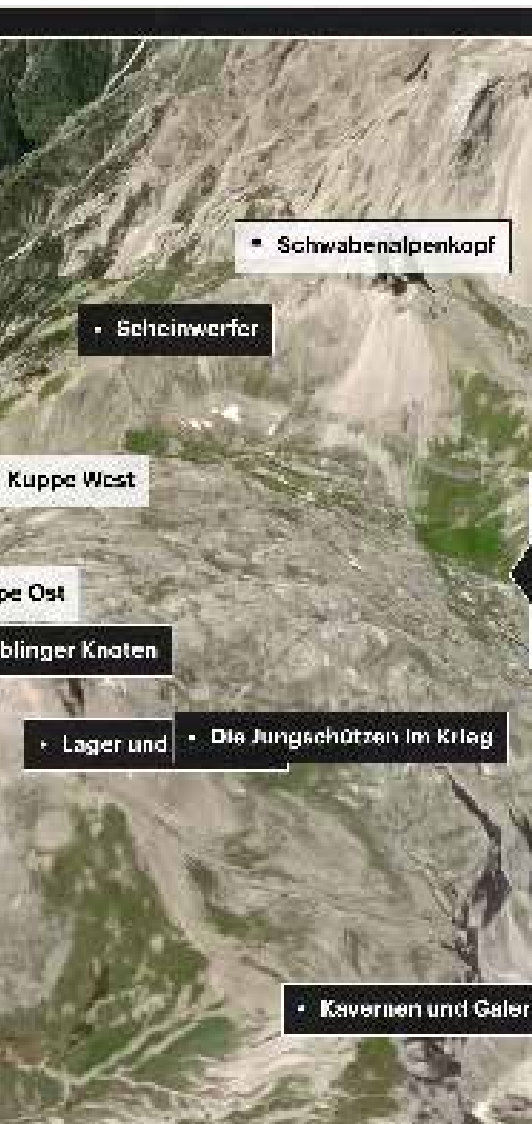 Schwabenalpenkopf
Scheinwerfer
Kuppe West
pe Ost
blinger Knoten
Lager und
Die Jungschützen im Krieg
Kavernen und Galer